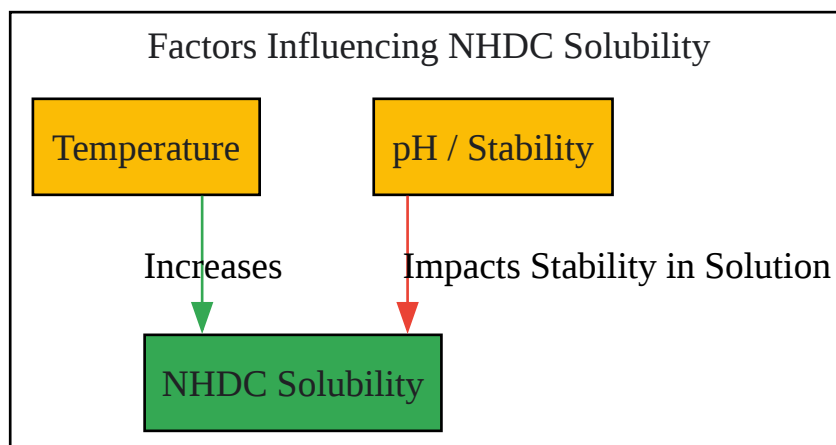 Factors Influencing NHDC Solubility
Temperature
pH / Stability
Increases
Impacts Stability in Solution
NHDC Solubility